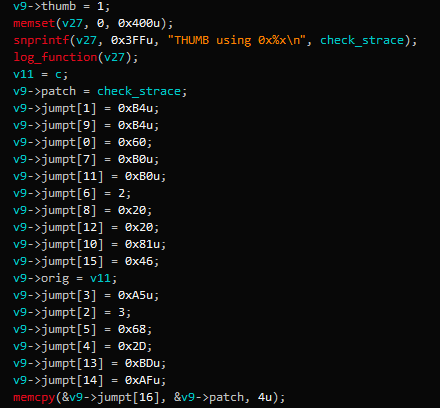 v9->thumb = 1;
memset(v27, 0, 0x400u);
snprintf(v27, 0x3FFu, "THUMB using 0x%x\n", check_strace);
log_function(v27);
v11 = c;
v9->patch = check_strace;
v9->jumpt[1] = 0xB4u;
v9->jumpt[9] = 0xB4u;
v9->jumpt[0] = 0x60;
v9->jumpt[7] = 0xB0u;
v9->jumpt[11] = 0xB0u;
v9->jumpt[6] = 2;
v9->jumpt[8] = 0x20;
v9->jumpt[12] = 0x20;
v9->jumpt[10] = 0x81u;
v9->jumpt[15] = 0x46;
v9->orig = v11;
v9->jumpt[3] = 0xA5u;
v9->jumpt[2] = 3;
v9->jumpt[5] = 0x68;
v9->jumpt[4] = 0x2D;
v9->jumpt[13] = 0xBDu;
v9->jumpt[14] = 0xAFu;
memcpy(&v9->jumpt[16], &v9->patch, 4u);